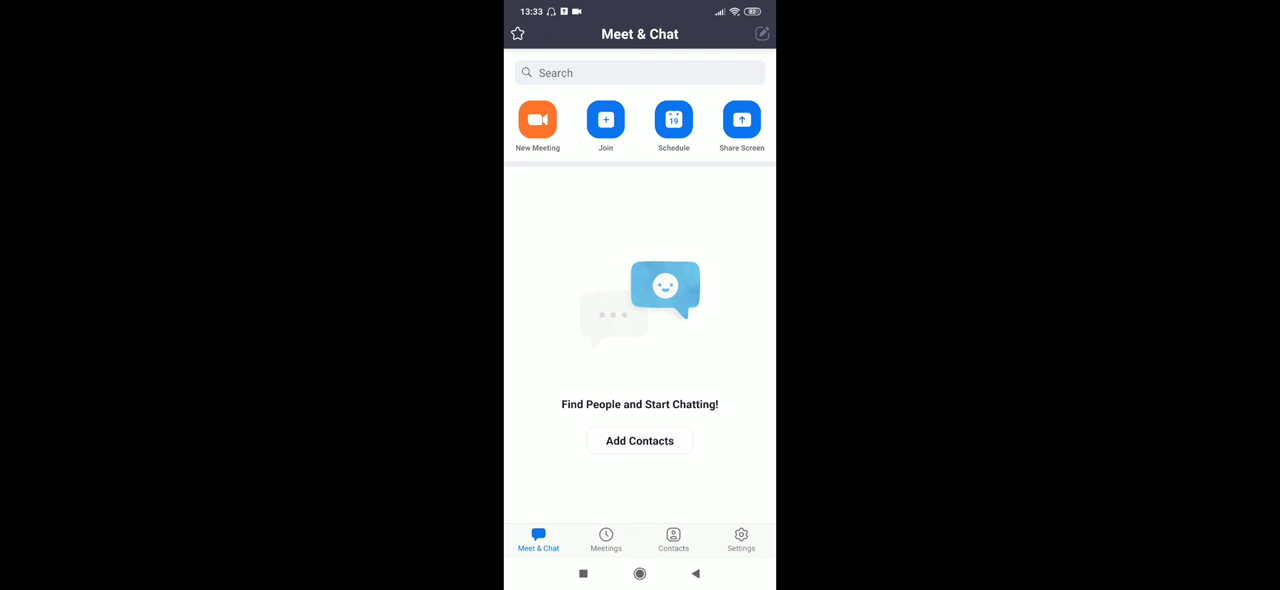 13:33 82
Meet & Chat
Search
19
New Meeting Join Schedule Share Screen
Find People and Start Chatting!
Add Contacts
Meet & Chat Meetings Contacts Settings